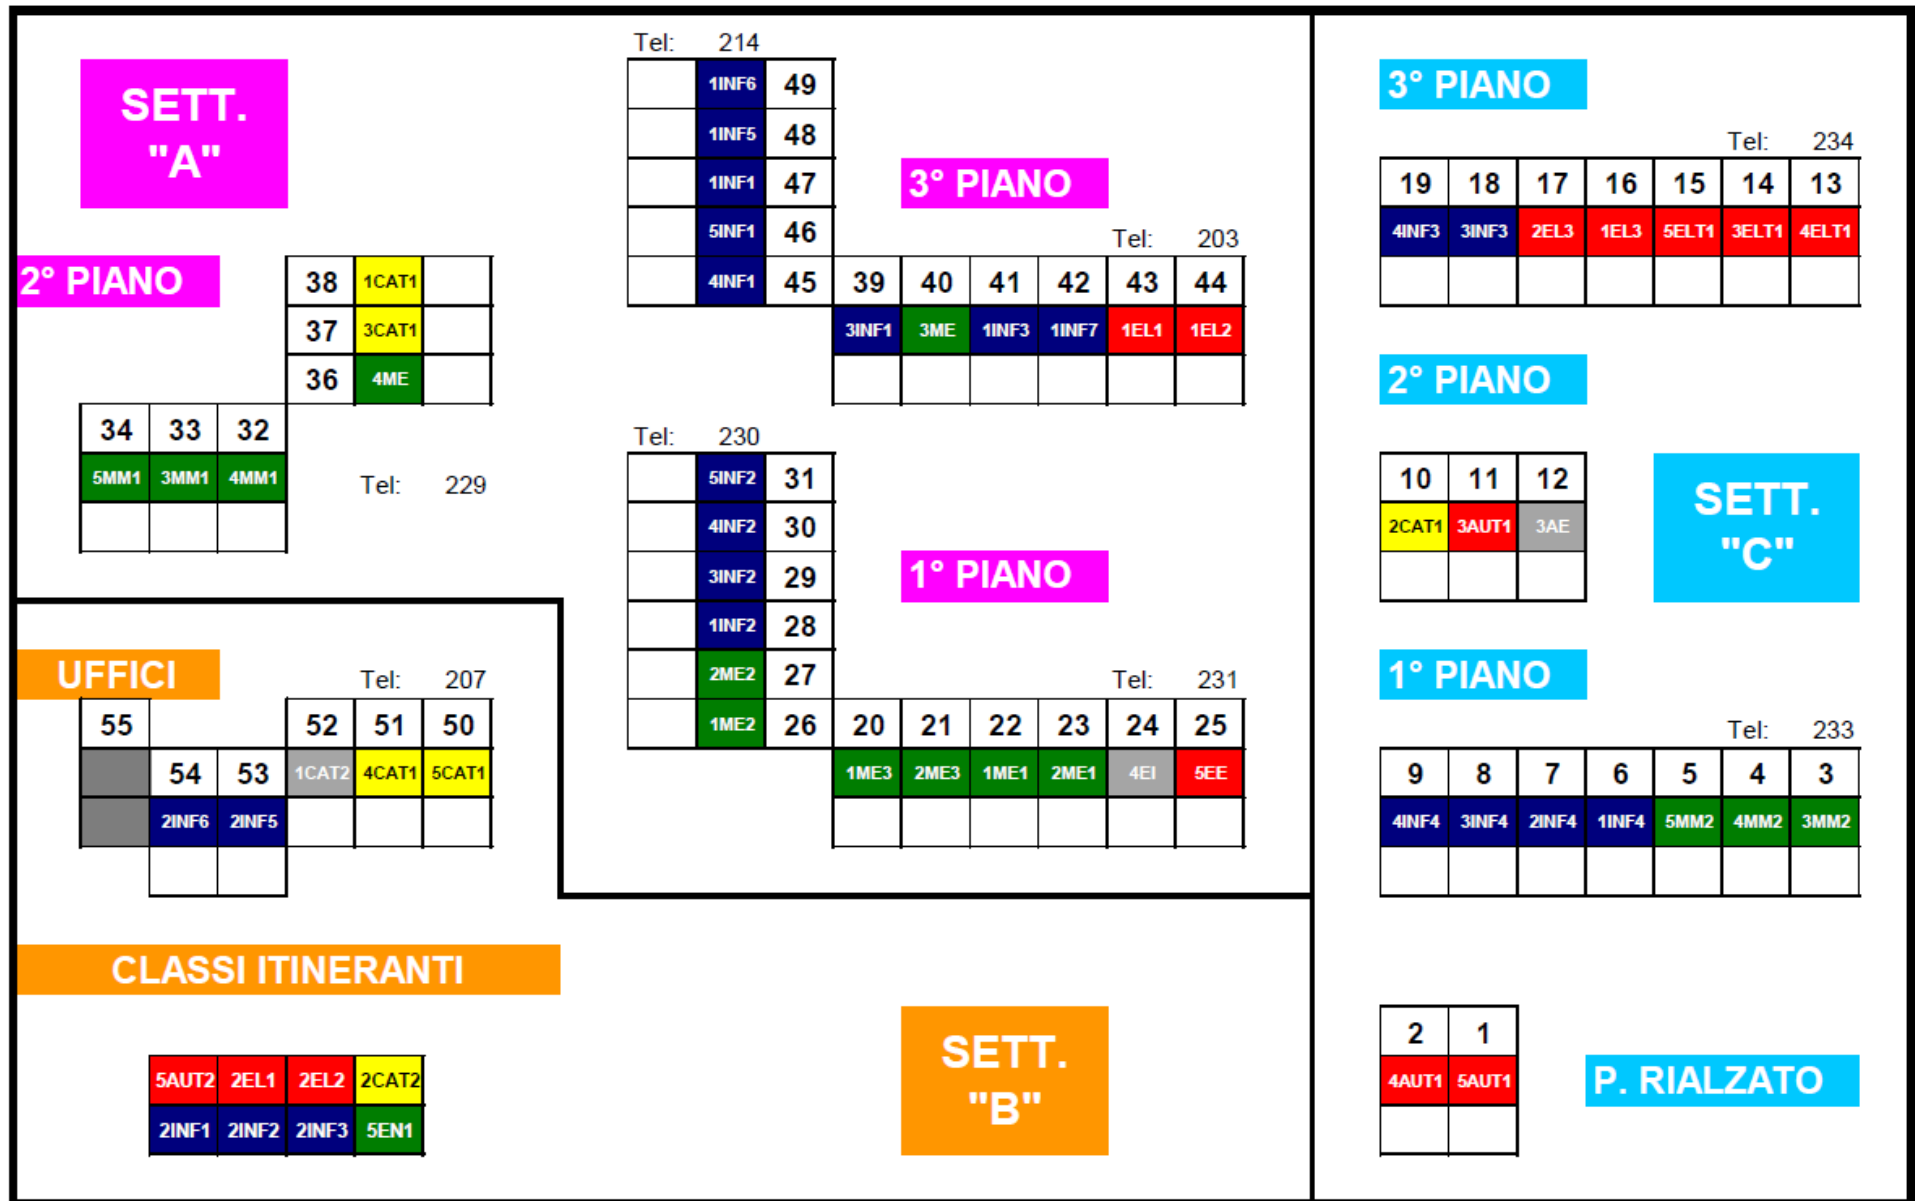 SETT.
"A"
2° PIANO
38 1CAT1
37 3CAT1
36 4ME
34 33 32
5MM1 3MM1 4MM1
Tel: 229
Tel: 214
1INF6 49
1INF5 48
1INF1 47
5INF1 46
4INF1 45
3° PIANO
Tel: 203
39 40 41 42 43 44
3INF1 3ME 1INF3 1INF7 1EL1 1EL2
Tel: 230
5INF2 31
4INF2 30
3INF2 29
1INF2 28
2ME2 27
1ME2 26
1° PIANO
Tel: 231
20 21 22 23 24 25
1ME3 2ME3 1ME1 2ME1 4EI 5EE
UFFICI
Tel: 207
55 52 51 50
54 53 1CAT2 4CAT1 5CAT1
2INF6 2INF5
CLASSI ITINERANTI
5AUT2 2EL1 2EL2 2CAT2
2INF1 2INF2 2INF3 5EN1
SETT.
"B"
3° PIANO
Tel: 234
19 18 17 16 15 14 13
4INF3 3INF3 2EL3 1EL3 5ELT1 3ELT1 4ELT1
2° PIANO
10 11 12
2CAT1 3AUT1 3AE
SETT.
"C"
1° PIANO
Tel: 233
9 8 7 6 5 4 3
4INF4 3INF4 2INF4 1INF4 5MM2 4MM2 3MM2
2 1
4AUT1 5AUT1
P. RIALZATO